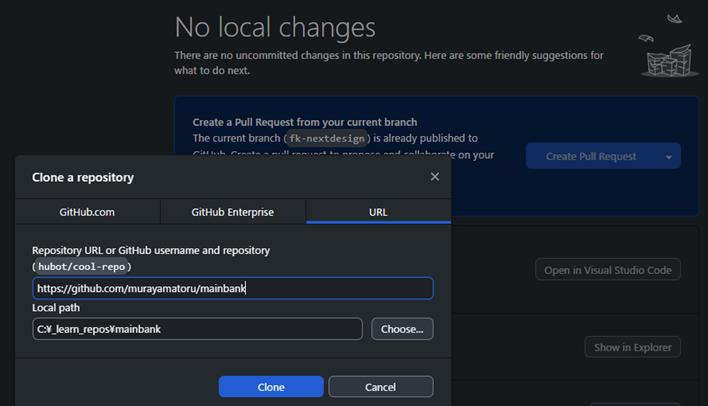 No local changes
There are no uncommitted changes in this repository. Here are some friendly suggestions for
what to do next.
Create a Pull Request from your current branch
The current branch ( fk-nextdesign ) is already published to
GitHub. Create a pull request to propose and collaborate on your
Create Pull Request
Clone a repository
GitHub.com
GitHub Enterprise
URL
Repository URL or GitHub username and repository
( hubot/cool-repo )
https://github.com/murayamatoru/mainbank
Local path
C:¥_learn_repos¥mainbank
Choose...
Clone
Cancel
Open in Visual Studio Code
Show in Explorer